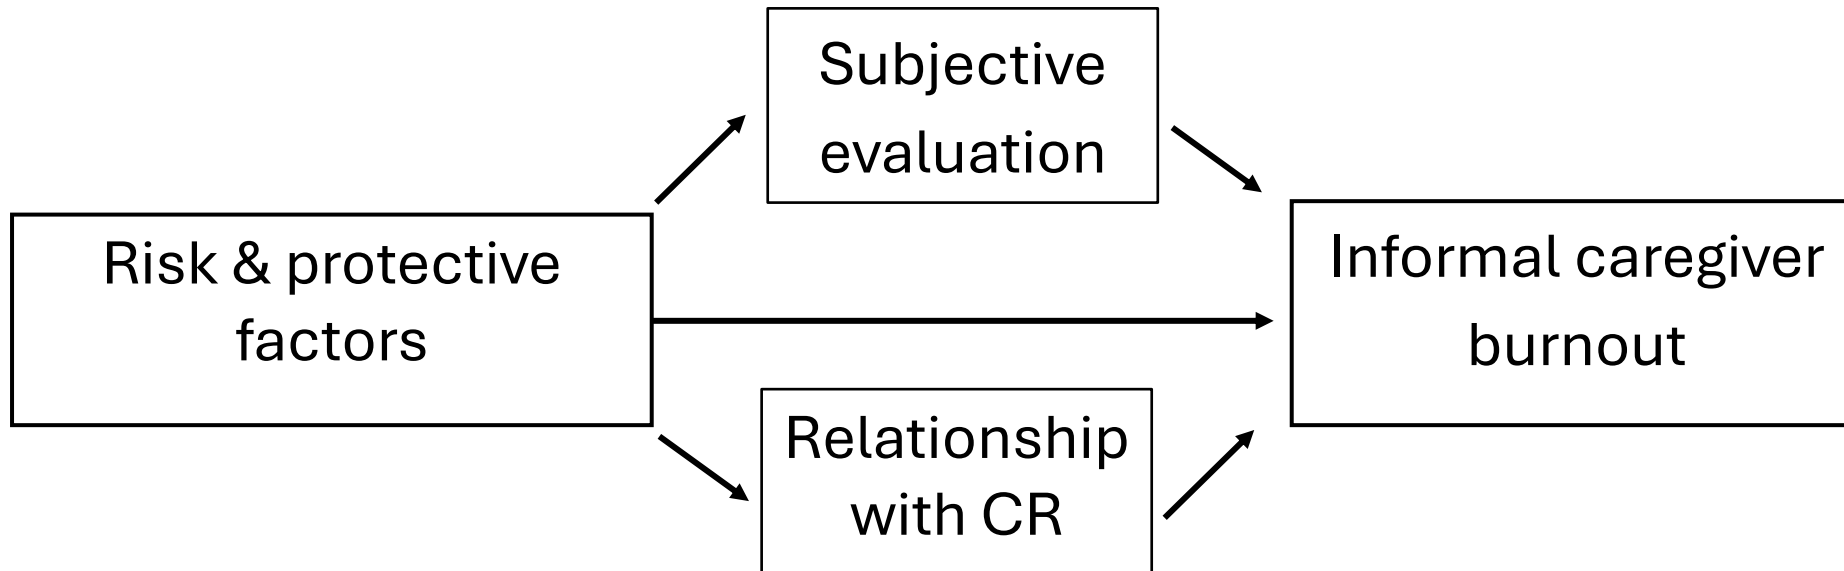 Subjective
evaluation
Risk & protective
factors
Informal caregiver
burnout
Relationship
with CR